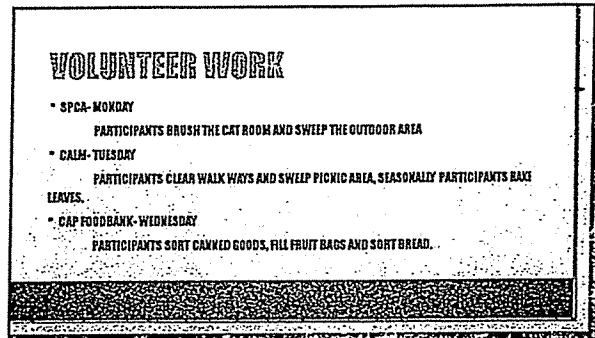 VOLUNTEER WORK
* SPCA- MONDAY
PARTICIPANTS BRUSH THE CAT ROOM AND SWEEP THE OUTDOOR AREA
* CALM- TUESDAY
PARTICIPANTS CLEAR WALK WAYS AND SWEEP PICNIC AREA, SEASONALLY PARTICIPANTS RAKE
LEAVES.
* CAP FOODBANK- WEDNESDAY
PARTICIPANTS SORT CANNED GOODS, FILL FRUIT BAGS AND SORT BREAD.